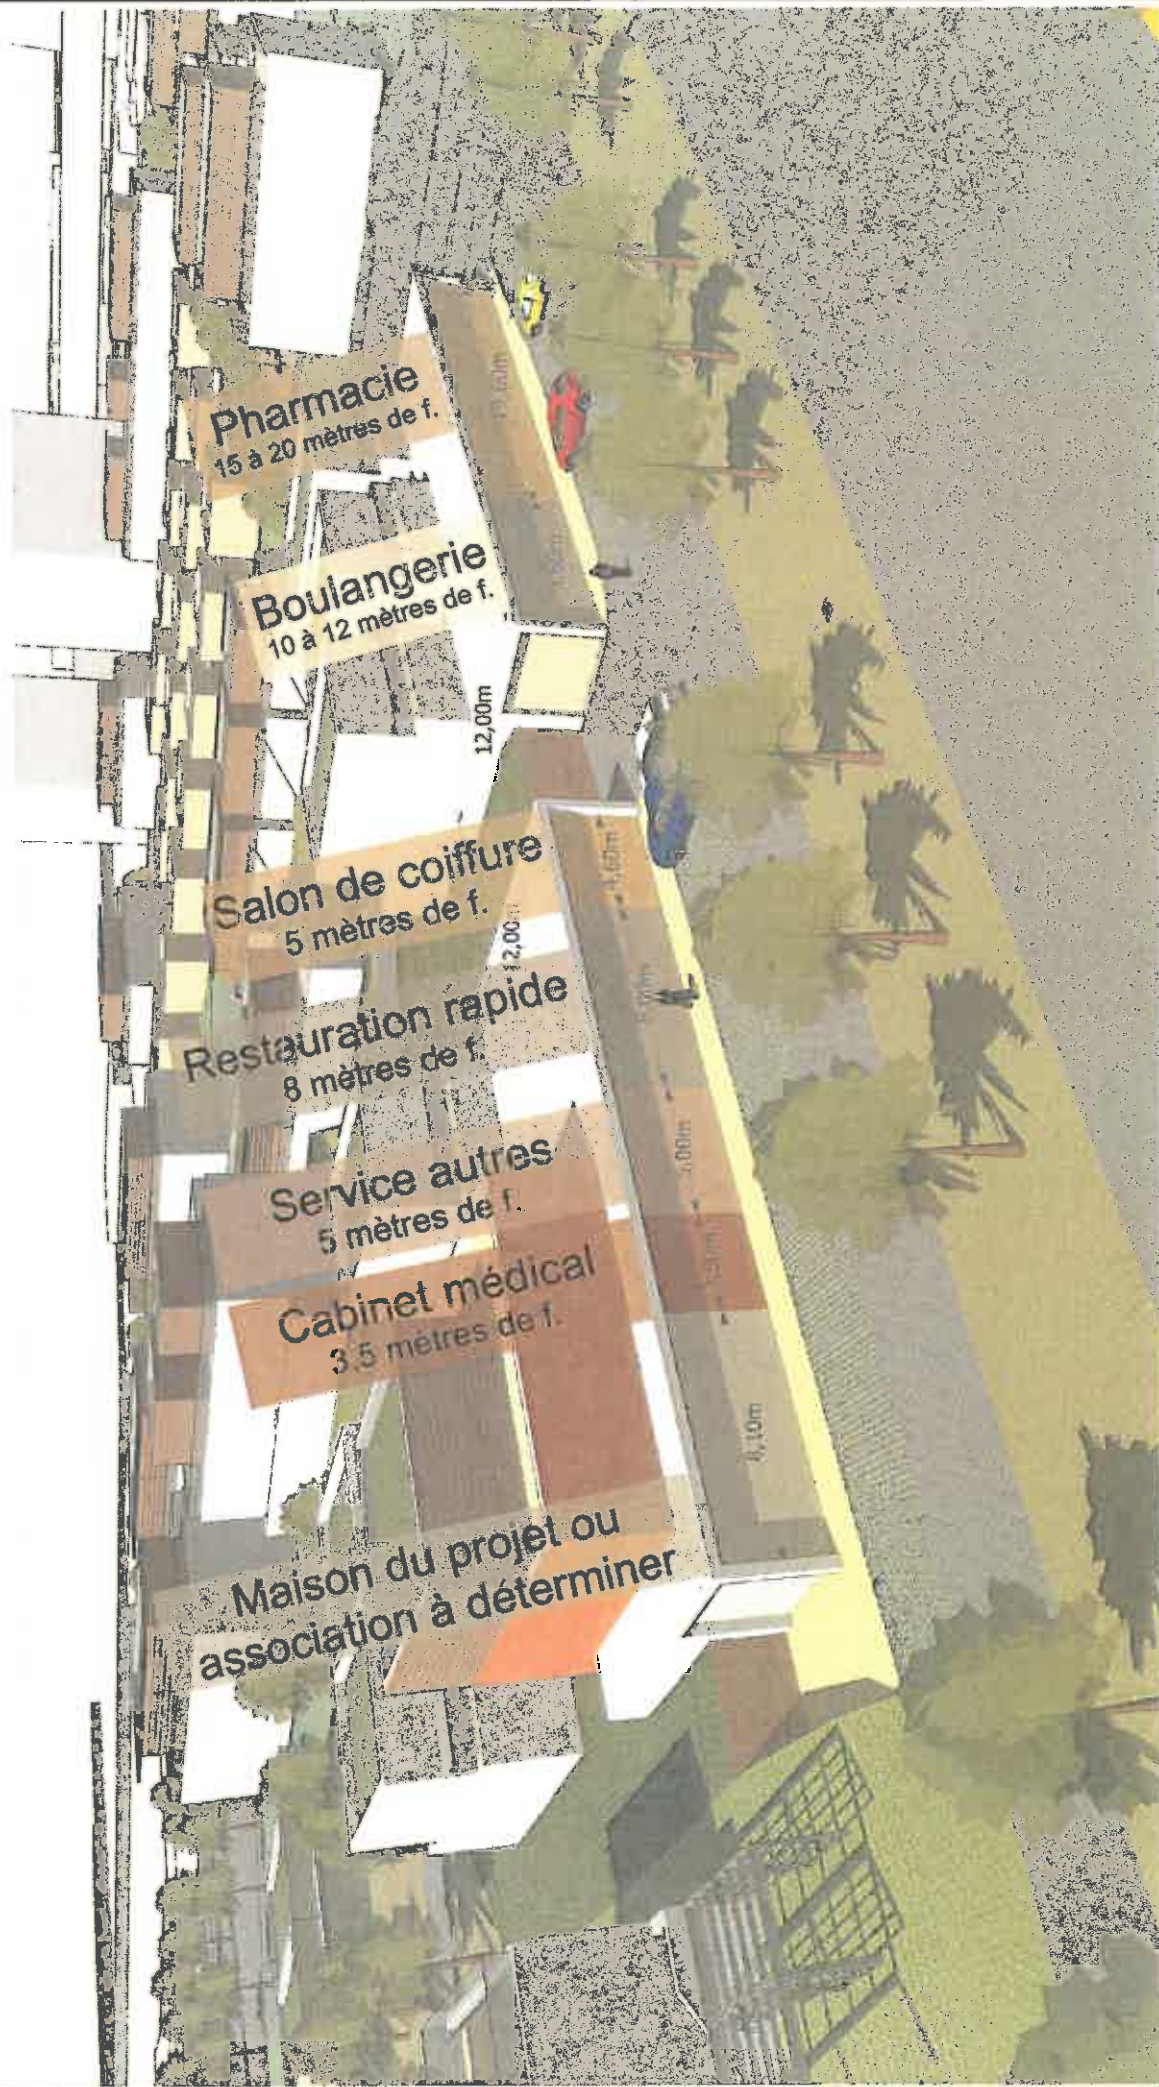 Pharmacie
15 à 20 mètres de f.
Boulangerie
10 à 12 mètres de f.
12,00m
Salon de coiffure
5 mètres de f.
Restauration rapide
8 mètres de f.
Service autres
5 mètres de f.
Cabinet médical
3.5 mètres de f.
8,10m
Maison du projet ou
association à déterminer